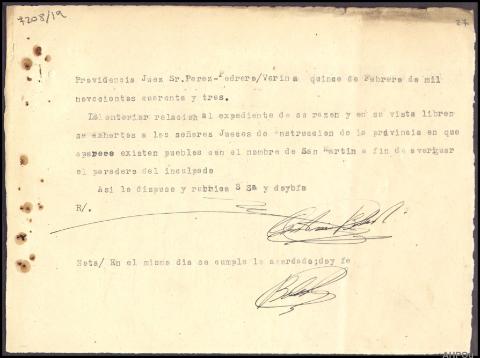 7208/19
27
Providencia Juez Sr. Perez-Pedrero/Verin a quince de Febrero de mil
novecientos cuarenta y tres.
anterior relacion al expediente de su razon y en su vista libren
se exhortos a los señores Jueces de instruccion de la provincia en que
aparece existen pueblos con el nombre de San Martin a fin de averiguar
el paradero del inculpado
Asi lo dispuso y rubrica S Sa y doy fe
R/.
Nota/ En el mismo dia se cumple lo acordado;doy fe